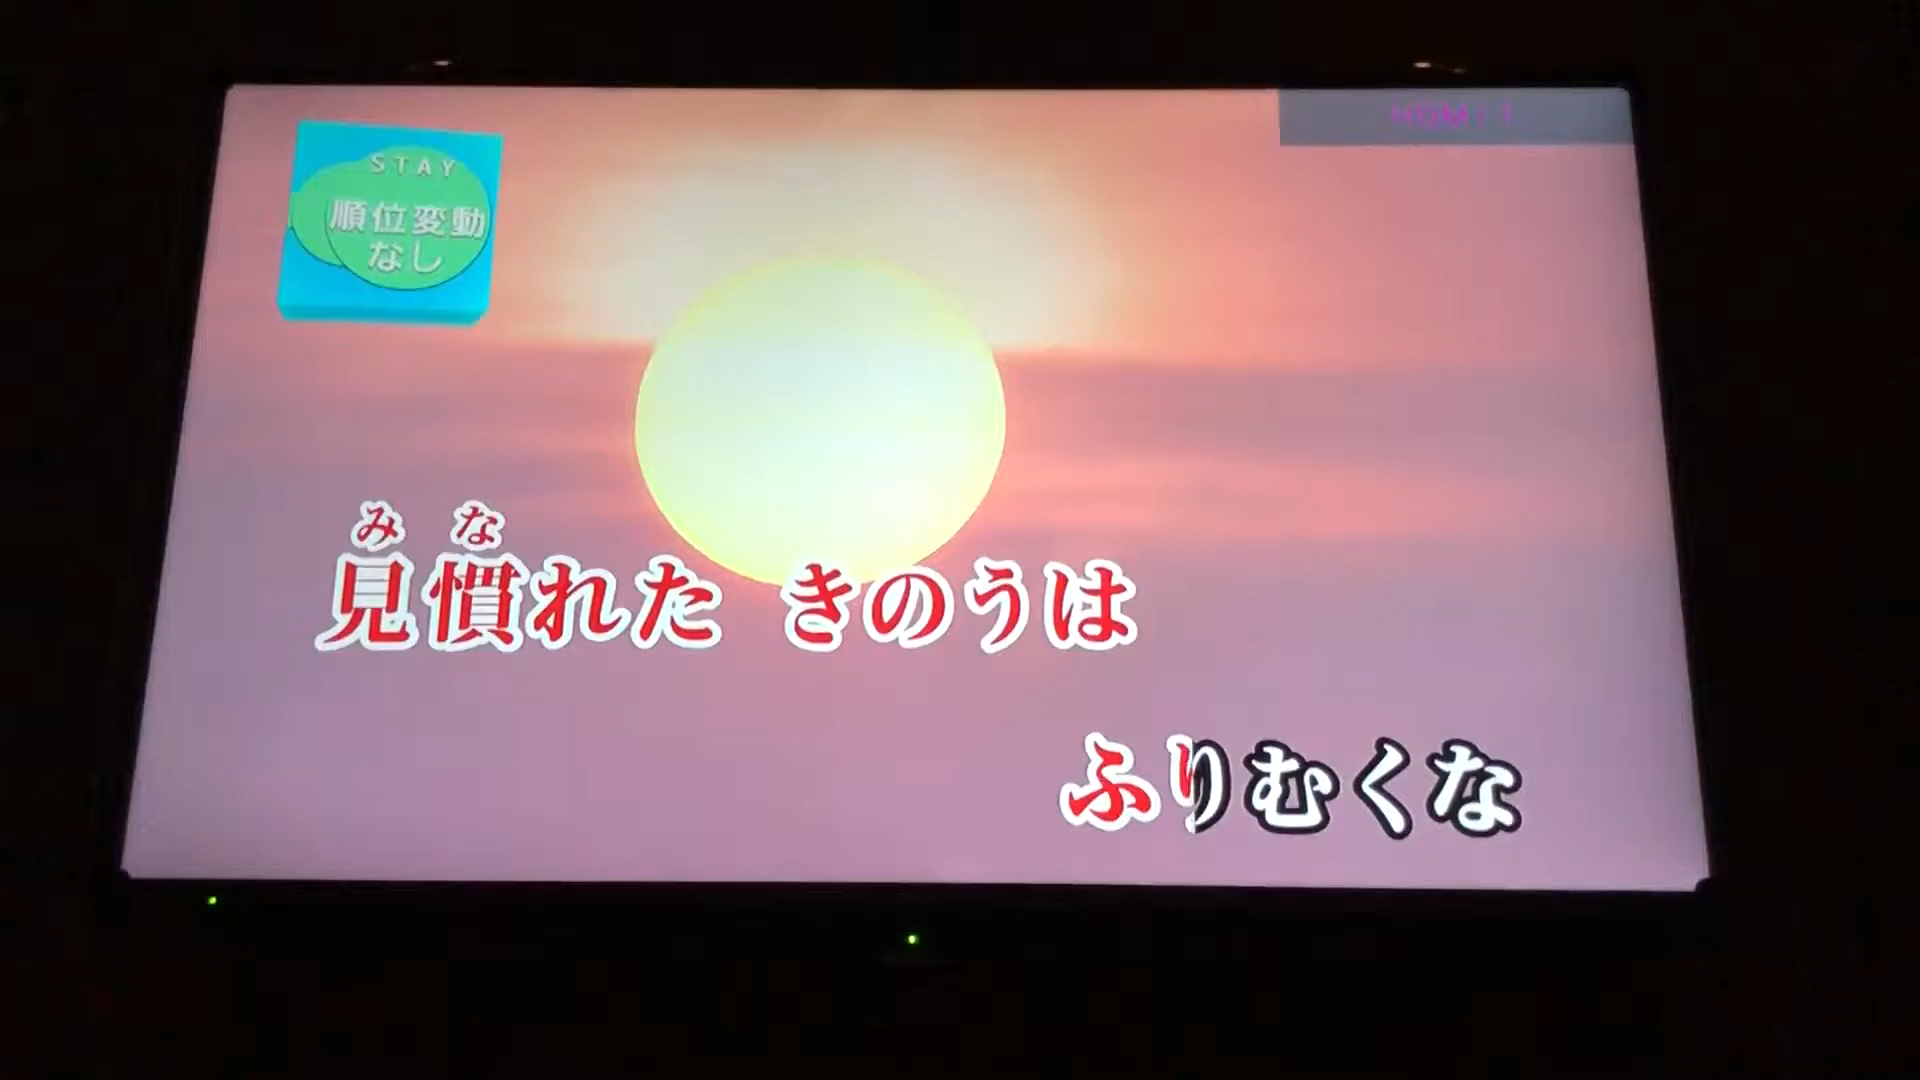 STAY
順位変動
なし
み な
見慣れた きのうは
ふりむくな